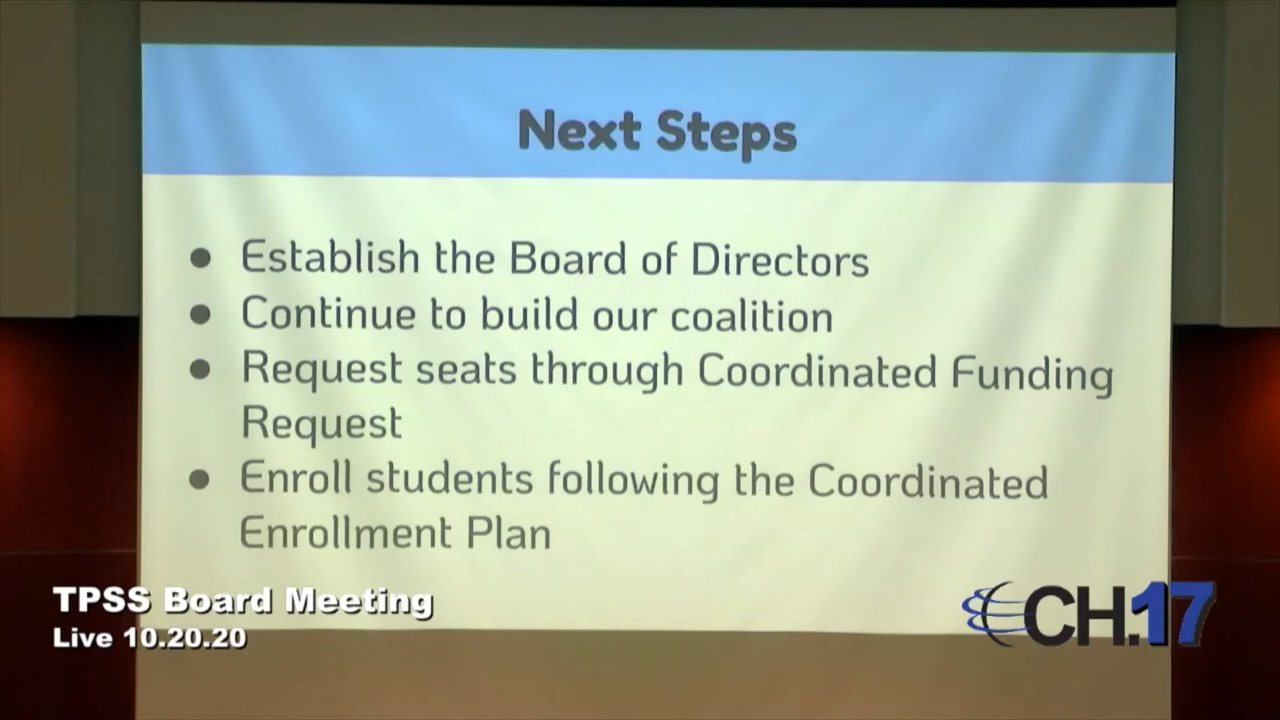 Next Steps
● Establish the Board of Directors
● Continue to build our coalition
● Request seats through Coordinated Funding
Request
● Enroll students following the Coordinated
Enrollment Plan
TPSS Board Meeting
Live 10.20.20
CH.17